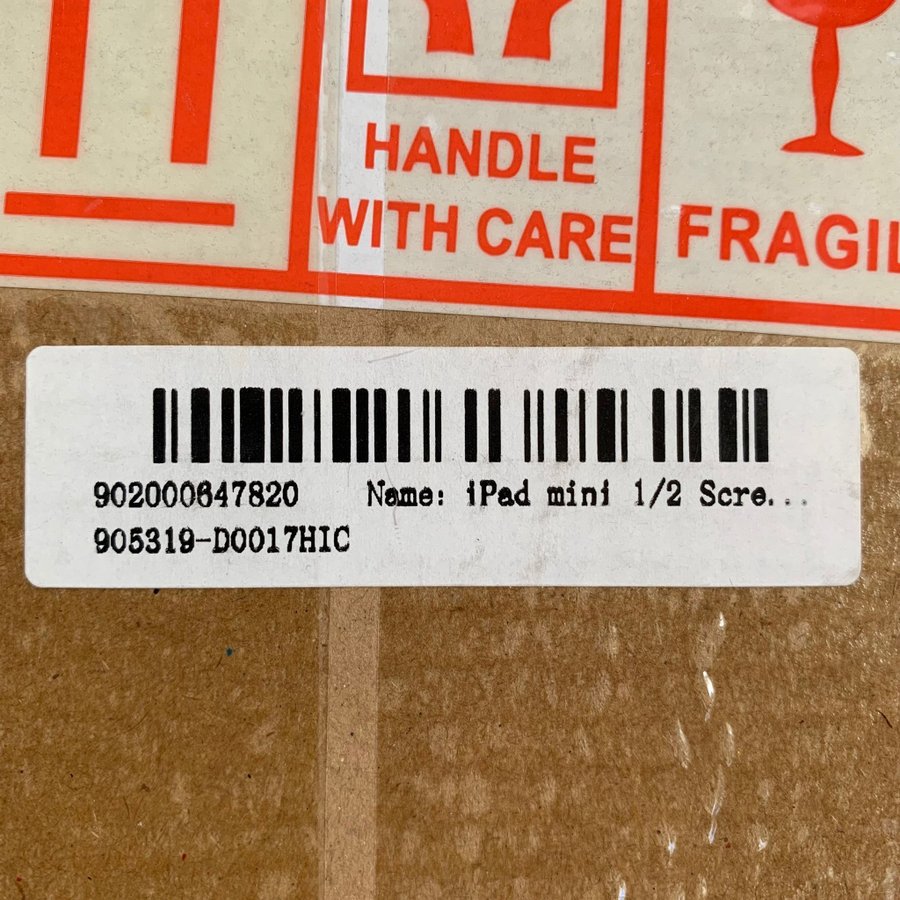 HANDLE
WITH CARE
FRAGIL
902000647820 Name: iPad mini 1/2 Scre...
905319-D0017HIC